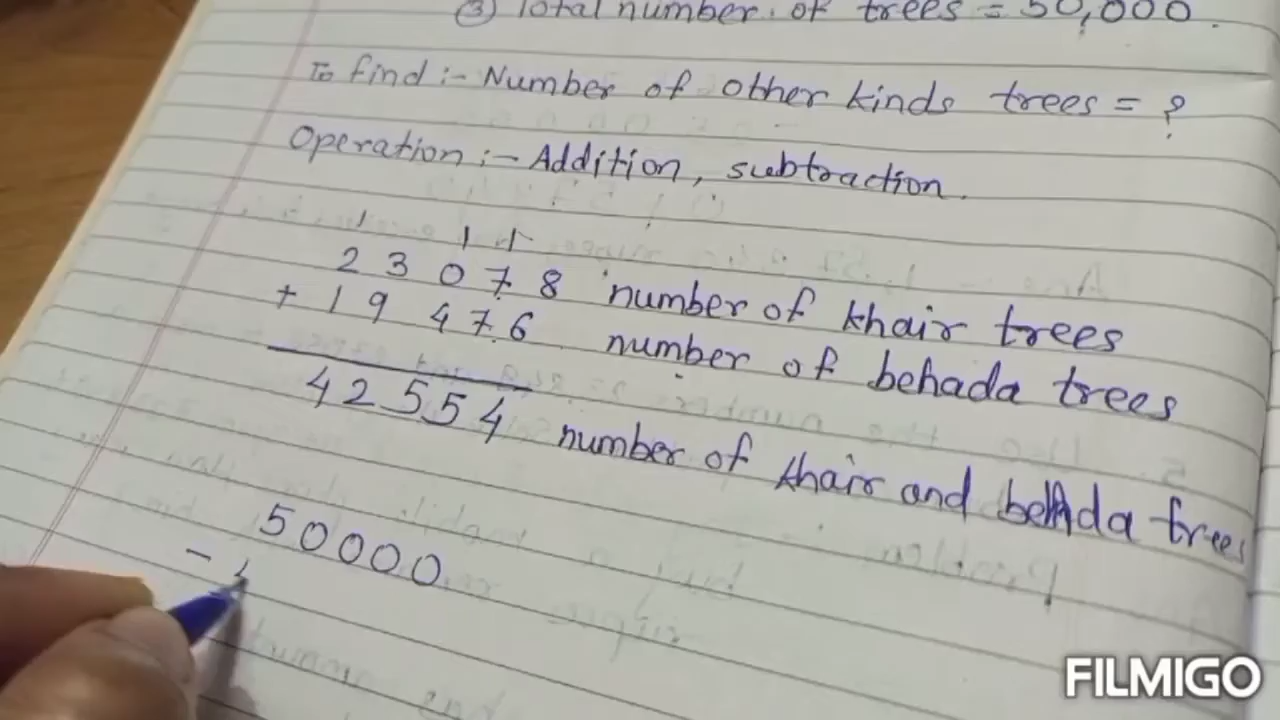 ③ Total number of trees = 50,000.
To find :- Number of other kinds trees = ?
Operation :- Addition, subtraction.
1 1 1
2 3 0 7 8 number of khair trees
+ 1 9 4 7 6 number of behada trees
4 2 5 5 4 number of khair and behada trees
5 0 0 0 0
-
FILMIGO